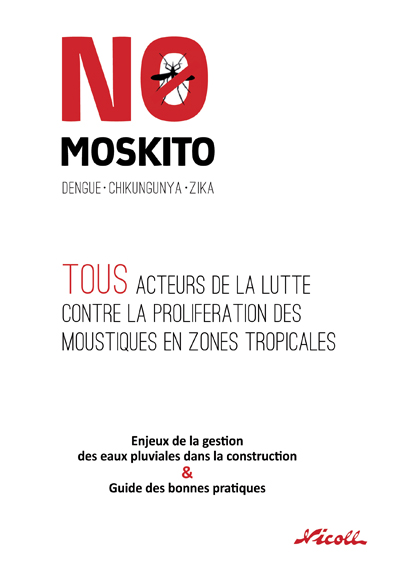 NO
MOSKITO
DENGUE · CHIKUNGUNYA · ZIKA
TOUS ACTEURS DE LA LUTTE
CONTRE LA PROLIFERATION DES
MOUSTIQUES EN ZONES TROPICALES
Enjeux de la gestion
des eaux pluviales dans la construction
&
Guide des bonnes pratiques
Nicoll